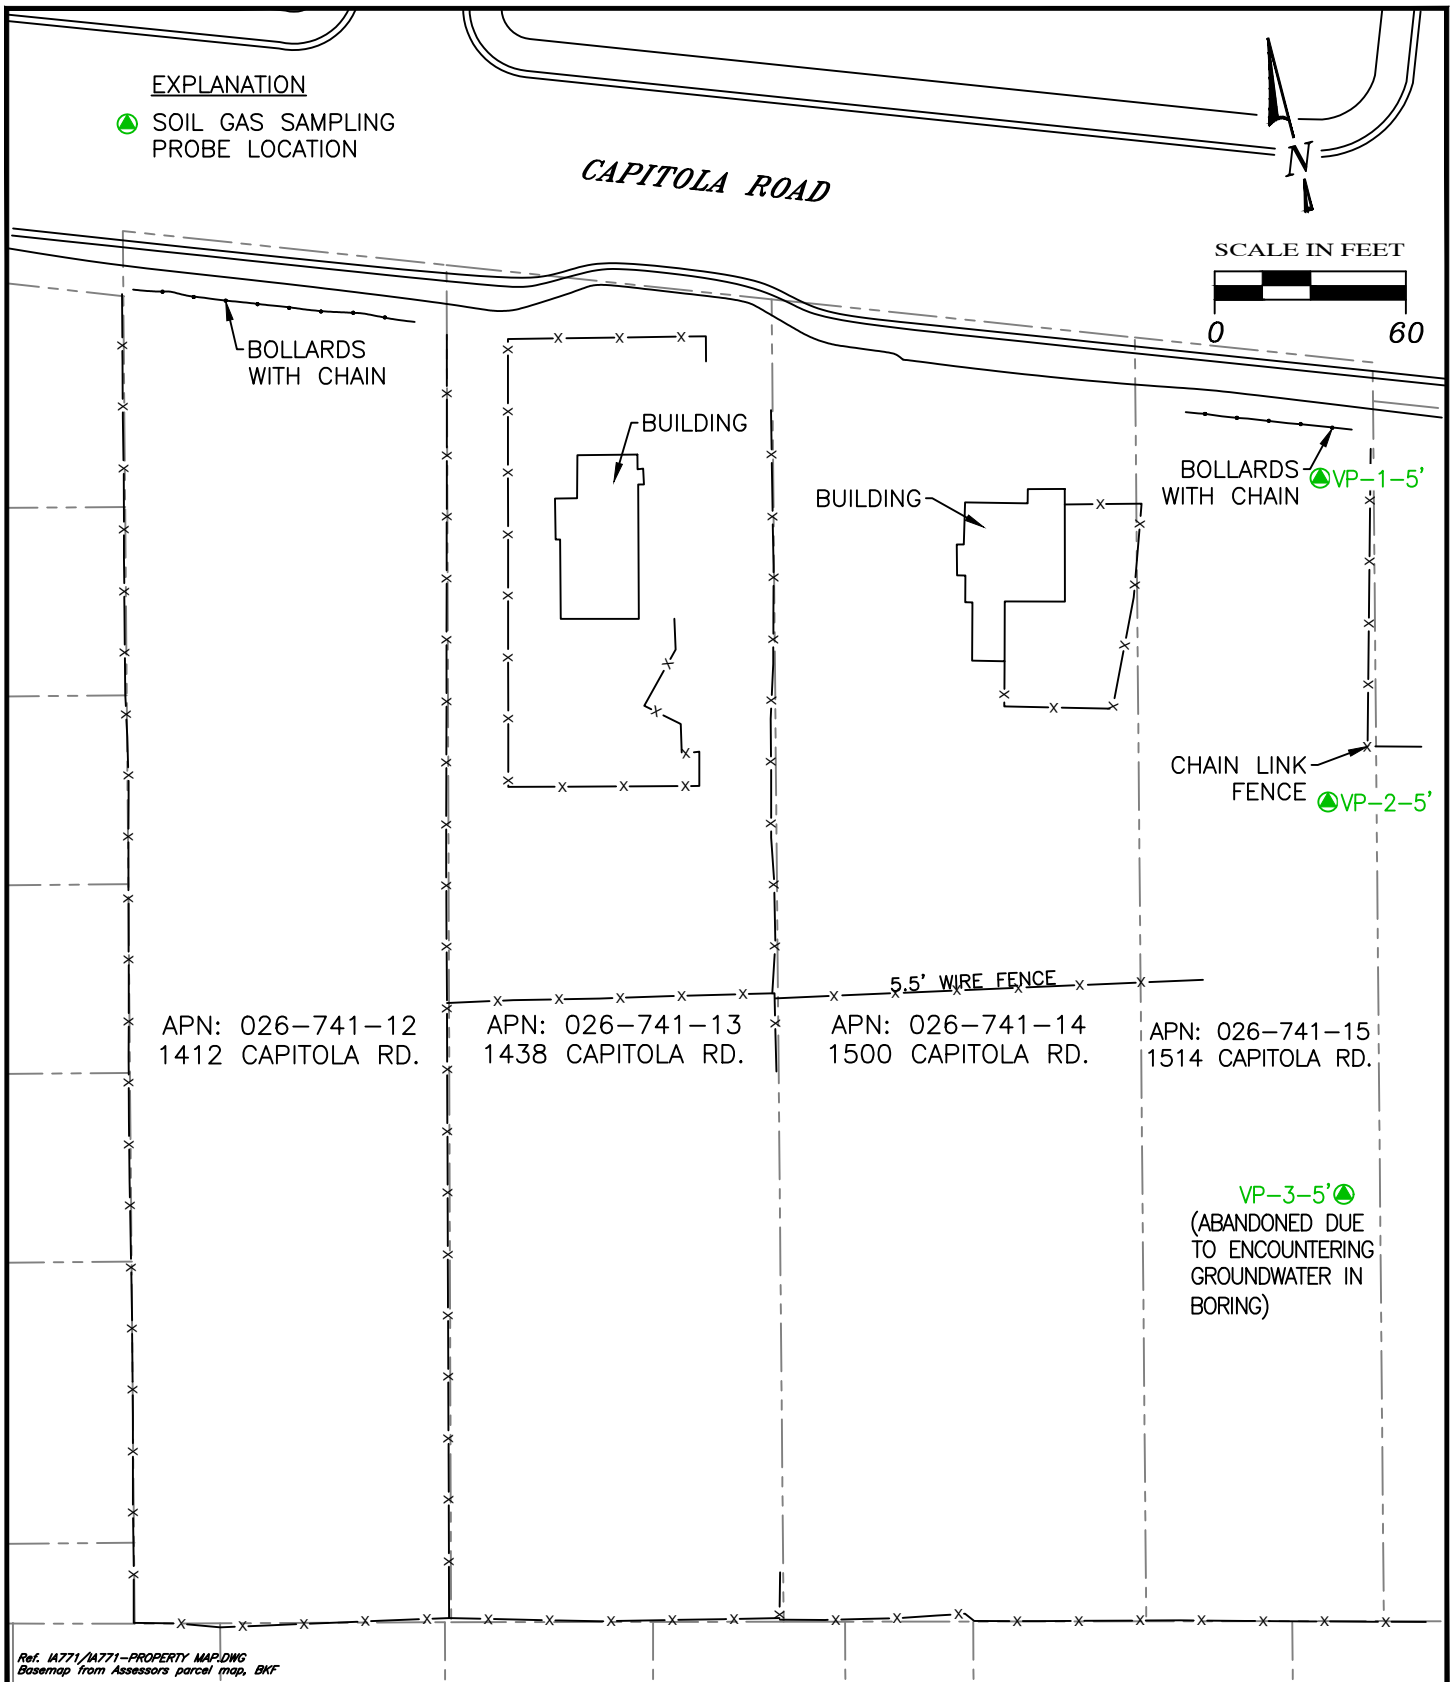 EXPLANATION
SOIL GAS SAMPLING
PROBE LOCATION
CAPITOLA ROAD
N
SCALE IN FEET
0 60
BOLLARDS
WITH CHAIN
BUILDING
BUILDING
BOLLARDS
WITH CHAIN
VP-1-5'
CHAIN LINK
FENCE
VP-2-5'
5.5' WIRE FENCE
APN: 026-741-12
1412 CAPITOLA RD.
APN: 026-741-13
1438 CAPITOLA RD.
APN: 026-741-14
1500 CAPITOLA RD.
APN: 026-741-15
1514 CAPITOLA RD.
VP-3-5'
(ABANDONED DUE
TO ENCOUNTERING
GROUNDWATER IN
BORING)
Ref. IA771/IA771-PROPERTY MAP.DWG
Basemap from Assessors parcel map, BKF